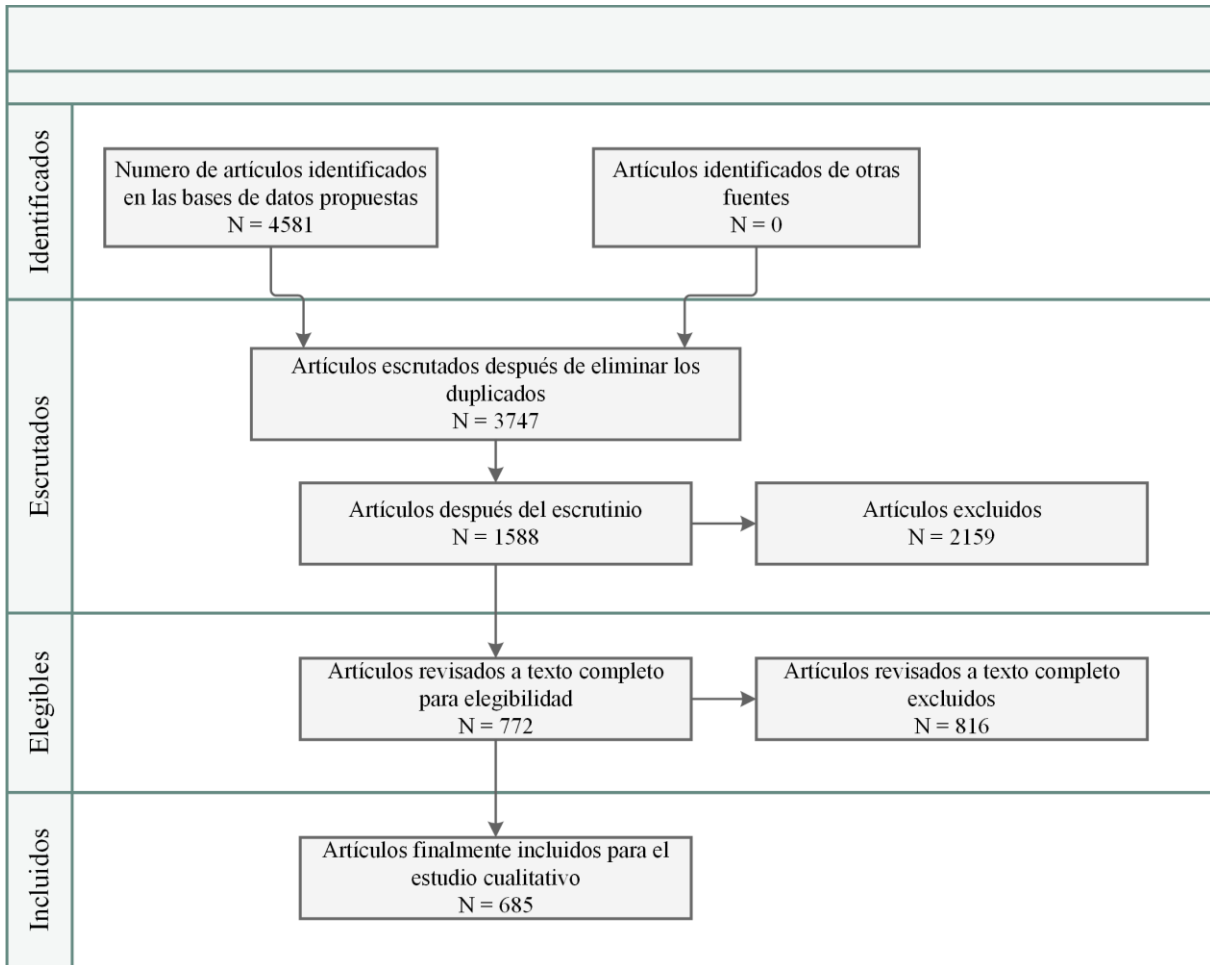 Identificados
Numero de artículos identificados
en las bases de datos propuestas
N = 4581
Artículos identificados de otras
fuentes
N = 0
Escrutados
Artículos escrutados después de eliminar los
duplicados
N = 3747
Artículos después del escrutinio
N = 1588
Artículos excluidos
N = 2159
Elegibles
Artículos revisados a texto completo
para elegibilidad
N = 772
Artículos revisados a texto completo
excluidos
N = 816
Incluidos
Artículos finalmente incluidos para el
estudio cualitativo
N = 685